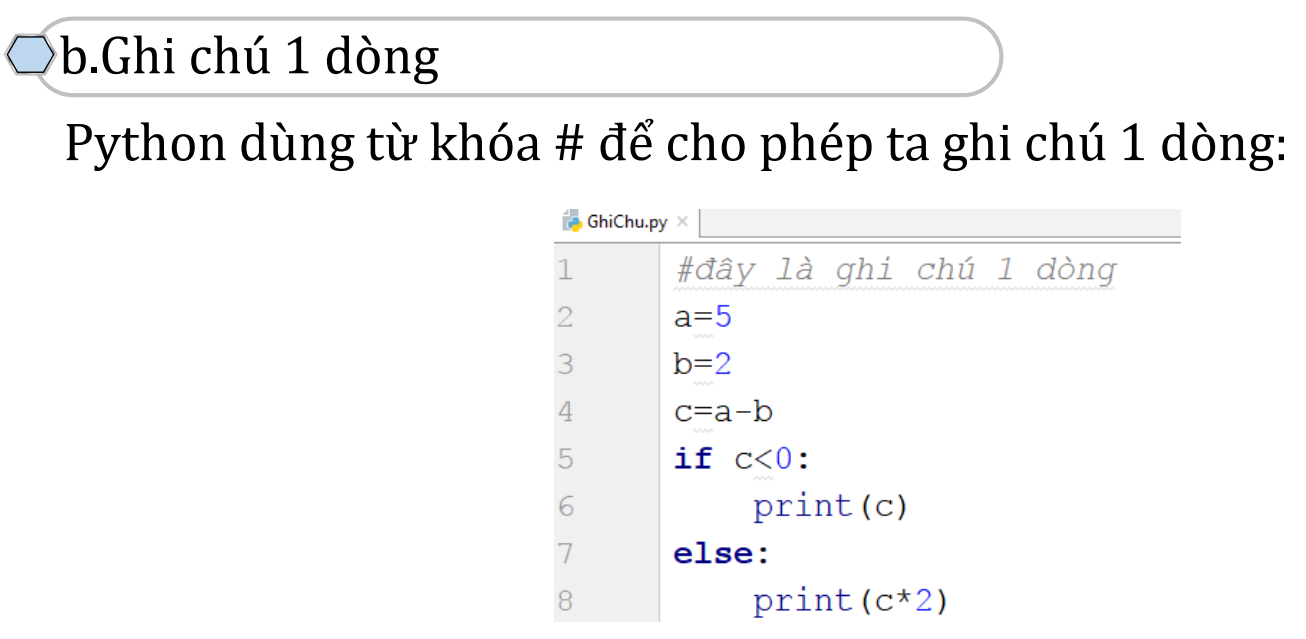 b.Ghi chú 1 dòng
Python dùng từ khóa # để cho phép ta ghi chú 1 dòng:
GhiChu.py ×
1 #đây là ghi chú 1 dòng
2 a=5
3 b=2
4 c=a-b
5 if c<0:
6     print(c)
7 else:
8     print(c*2)